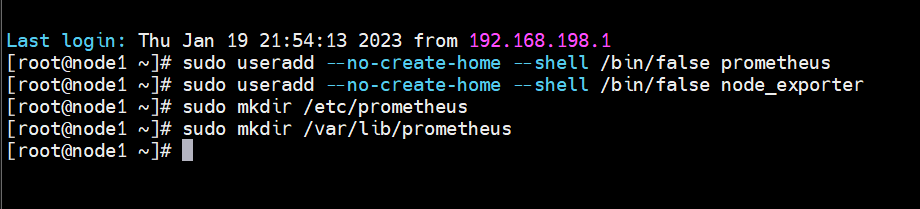 Last login: Thu Jan 19 21:54:13 2023 from 192.168.198.1
[root@node1 ~]# sudo useradd --no-create-home --shell /bin/false prometheus
[root@node1 ~]# sudo useradd --no-create-home --shell /bin/false node_exporter
[root@node1 ~]# sudo mkdir /etc/prometheus
[root@node1 ~]# sudo mkdir /var/lib/prometheus
[root@node1 ~]#